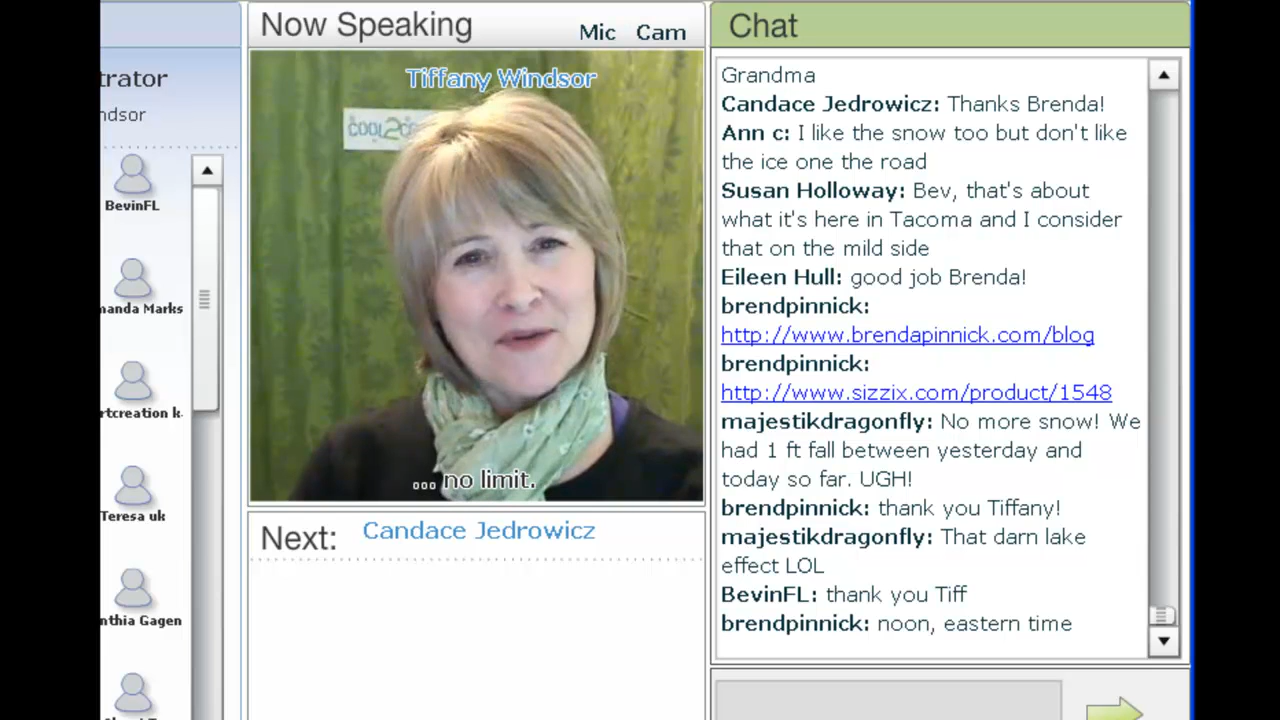 trator
ndsor
BevinFL
manda Marks
rtcreation k
Teresa uk
nthia Gagen
Now Speaking
Mic Cam
Tiffany Windsor
COOL2C
... no limit.
Next: Candace Jedrowicz
Chat
Grandma
Candace Jedrowicz: Thanks Brenda!
Ann c: I like the snow too but don't like
the ice one the road
Susan Holloway: Bev, that's about
what it's here in Tacoma and I consider
that on the mild side
Eileen Hull: good job Brenda!
brendpinnick:
http://www.brendapinnick.com/blog
brendpinnick:
http://www.sizzix.com/product/1548
majestikdragonfly: No more snow! We
had 1 ft fall between yesterday and
today so far. UGH!
brendpinnick: thank you Tiffany!
majestikdragonfly: That darn lake
effect LOL
BevinFL: thank you Tiff
brendpinnick: noon, eastern time